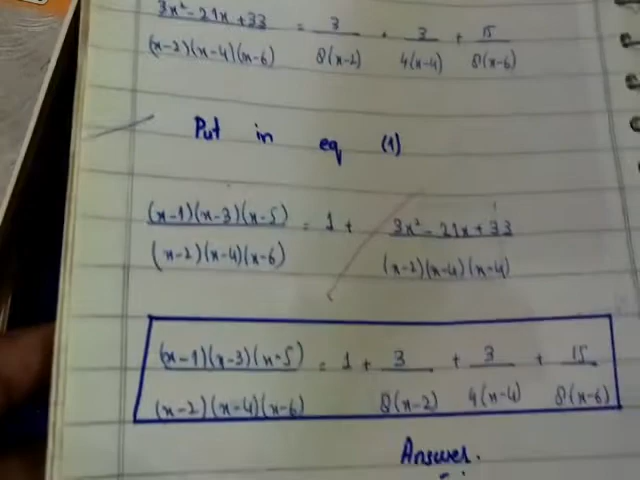 3x² - 21x + 33 / (x-2)(x-4)(x-6) = 3 / 8(x-2) + 3 / 4(x-4) + 15 / 8(x-6)
Put in eq (1)
(x-1)(x-3)(x-5) / (x-2)(x-4)(x-6) = 1 + 3x² - 21x + 33 / (x-2)(x-4)(x-4)
(x-1)(x-3)(x-5) / (x-2)(x-4)(x-6) = 1 + 3 / 8(x-2) + 3 / 4(x-4) + 15 / 8(x-6)
Answer.